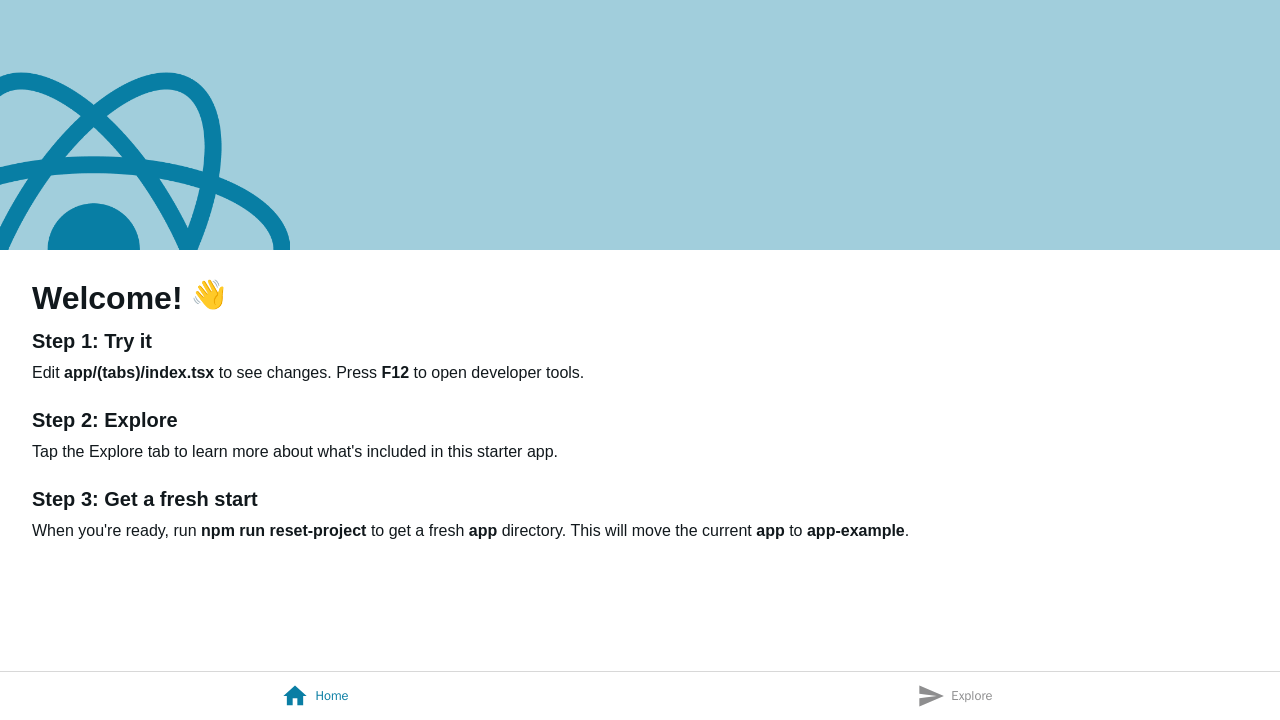 Welcome! 👋
Step 1: Try it
Edit app/(tabs)/index.tsx to see changes. Press F12 to open developer tools.
Step 2: Explore
Tap the Explore tab to learn more about what's included in this starter app.
Step 3: Get a fresh start
When you're ready, run npm run reset-project to get a fresh app directory. This will move the current app to app-example.
Home
Explore